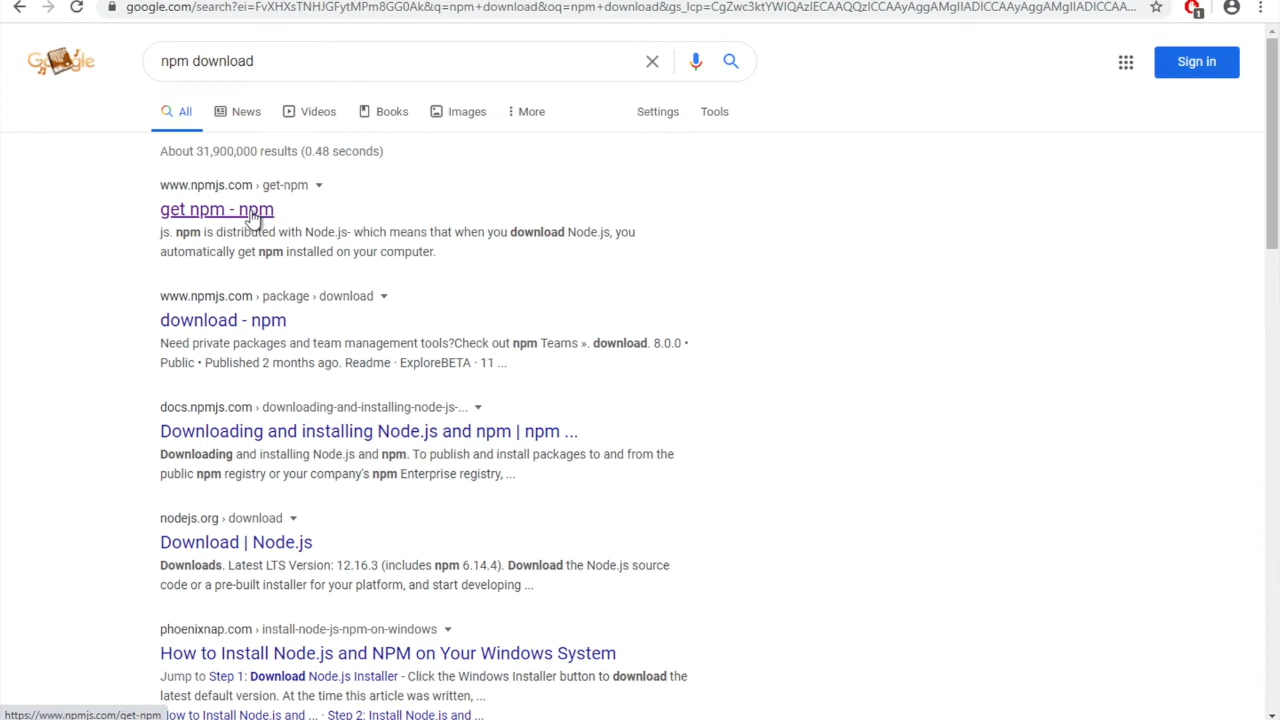 google.com/search?ei=FvXHXsTNHJGFytMPm8GG0Ak&q=npm+download&oq=npm+download&gs_lcp=CgZwc3ktYWIQAzIECAAQQzICCAAyAggAMgIIADICCAAyAggAMgIIADICCAAyAggAMgIIADICCAA...
1
Google
npm download
Sign in
All
News
Videos
Books
Images
More
Settings
Tools
About 31,900,000 results (0.48 seconds)
www.npmjs.com › get-npm
get npm - npm
js. npm is distributed with Node.js- which means that when you download Node.js, you
automatically get npm installed on your computer.
www.npmjs.com › package › download
download - npm
Need private packages and team management tools?Check out npm Teams ». download. 8.0.0 •
Public • Published 2 months ago. Readme · ExploreBETA · 11 ...
docs.npmjs.com › downloading-and-installing-node-js-...
Downloading and installing Node.js and npm | npm ...
Downloading and installing Node.js and npm. To publish and install packages to and from the
public npm registry or your company's npm Enterprise registry, ...
nodejs.org › download
Download | Node.js
Downloads. Latest LTS Version: 12.16.3 (includes npm 6.14.4). Download the Node.js source
code or a pre-built installer for your platform, and start developing ...
phoenixnap.com › install-node-js-npm-on-windows
How to Install Node.js and NPM on Your Windows System
Jump to Step 1: Download Node.js Installer - Click the Windows Installer button to download the
latest default version. At the time this article was written, ...
How to Install Node.js and ... · Step 2: Install Node.js and ...
https://www.npmjs.com/get-npm